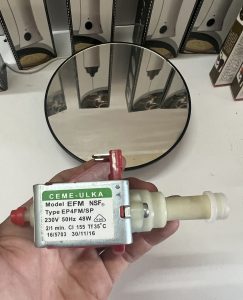 CEME-ULKA
Model EFM NSF®
Type EP4FM/SP
230V 50Hz 48W
2/1 min. Cl 155 Tf 35°C
16/5703 30/11/16